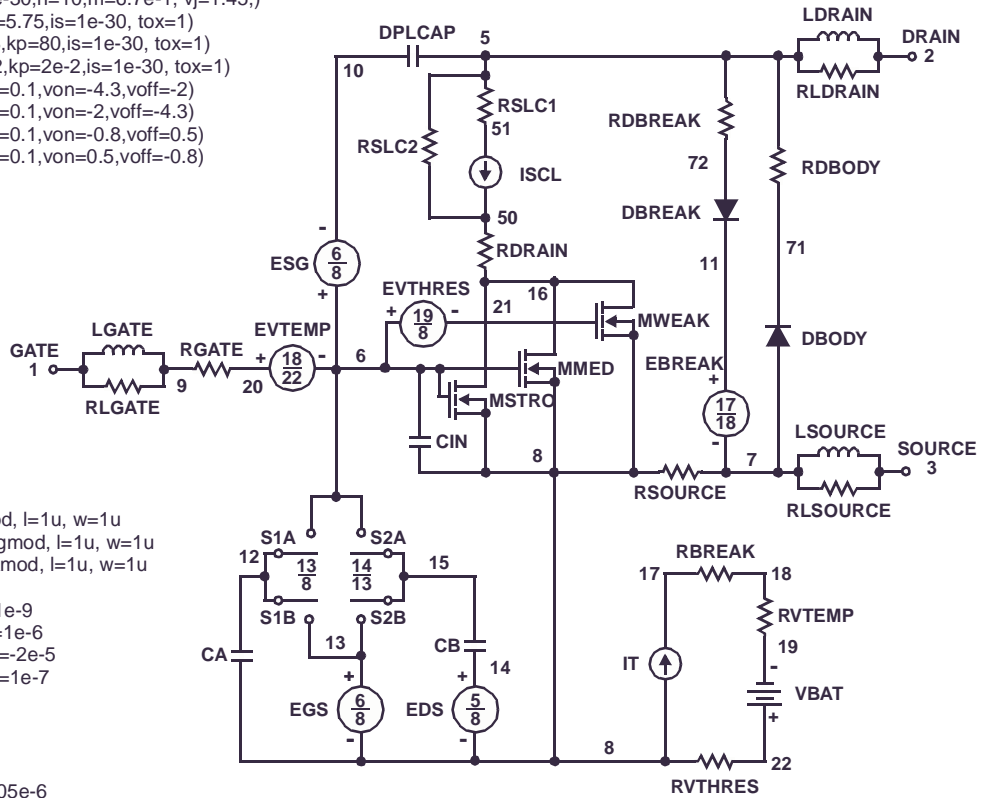 e-30,n=10,m=6.7e-1, vj=1.45,)
=5.75,is=1e-30, tox=1)
,kp=80,is=1e-30, tox=1)
2,kp=2e-2,is=1e-30, tox=1)
=0.1,von=-4.3,voff=-2)
=0.1,von=-2,voff=-4.3)
=0.1,von=-0.8,voff=0.5)
=0.1,von=0.5,voff=-0.8)
LDRAIN
DPLCAP 5 DRAIN
10 2
RLDRAIN
RSLC1
51
RDBREAK
RSLC2
72
ISCL
RDBODY
50
DBREAK
RDRAIN
71
-
ESG 6 8
11
+
EVTHRES
16
+ 19 8 -
21
MWEAK
LGATE EVTEMP
DBODY
GATE RGATE
1
+ 18 22 -
6
MMED
EBREAK
9 20
+
MSTRO
RLGATE
17 18
LSOURCE
CIN
-
SOURCE
8 7 3
RSOURCE
RLSOURCE
od, l=1u, w=1u
gmod, l=1u, w=1u
mod, l=1u, w=1u
S1A S2A
12 13 8 14 13 15
RBREAK
17 18
1e-9
=1e-6
=-2e-5
=1e-7
S1B S2B
RVTEMP
13
CB
19
CA
14
IT
-
+ +
VBAT
EGS 6 8 EDS 5 8
+
- -
8
22
RVTHRES
05e-6